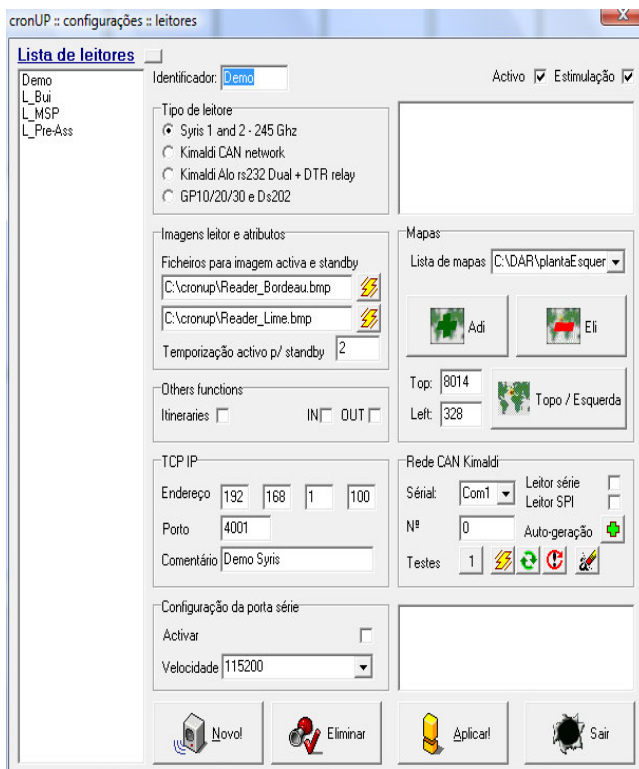 cronUP :: configurações :: leitores
Lista de leitores
Demo
L_Bui
L_MSP
L_Pre-Ass
Identificador: Demo
Activo Estimulação
Tipo de leitore
Syris 1 and 2 - 245 Ghz
Kimaldi CAN network
Kimaldi Alo rs232 Dual + DTR relay
GP10/20/30 e Ds202
Imagens leitor e atributos
Ficheiros para imagem activa e standby
C:\cronup\Reader_Bordeau.bmp
C:\cronup\Reader_Lime.bmp
Temporização activo p/ standby 2
Mapas
Lista de mapas C:\DAR\plantaEsquer
Adi
Eli
Top: 8014
Left: 328
Topo / Esquerda
Others functions
Itineraries IN OUT
TCP IP
Endereço 192 168 1 100
Porto 4001
Comentário Demo Syris
Rede CAN Kimaldi
Sérial: Com1
Leitor série
Leitor SPI
Nº 0
Auto-geração
Testes 1
Configuração da porta série
Activar
Velocidade 115200
Novo!
Eliminar
Aplicar!
Sair